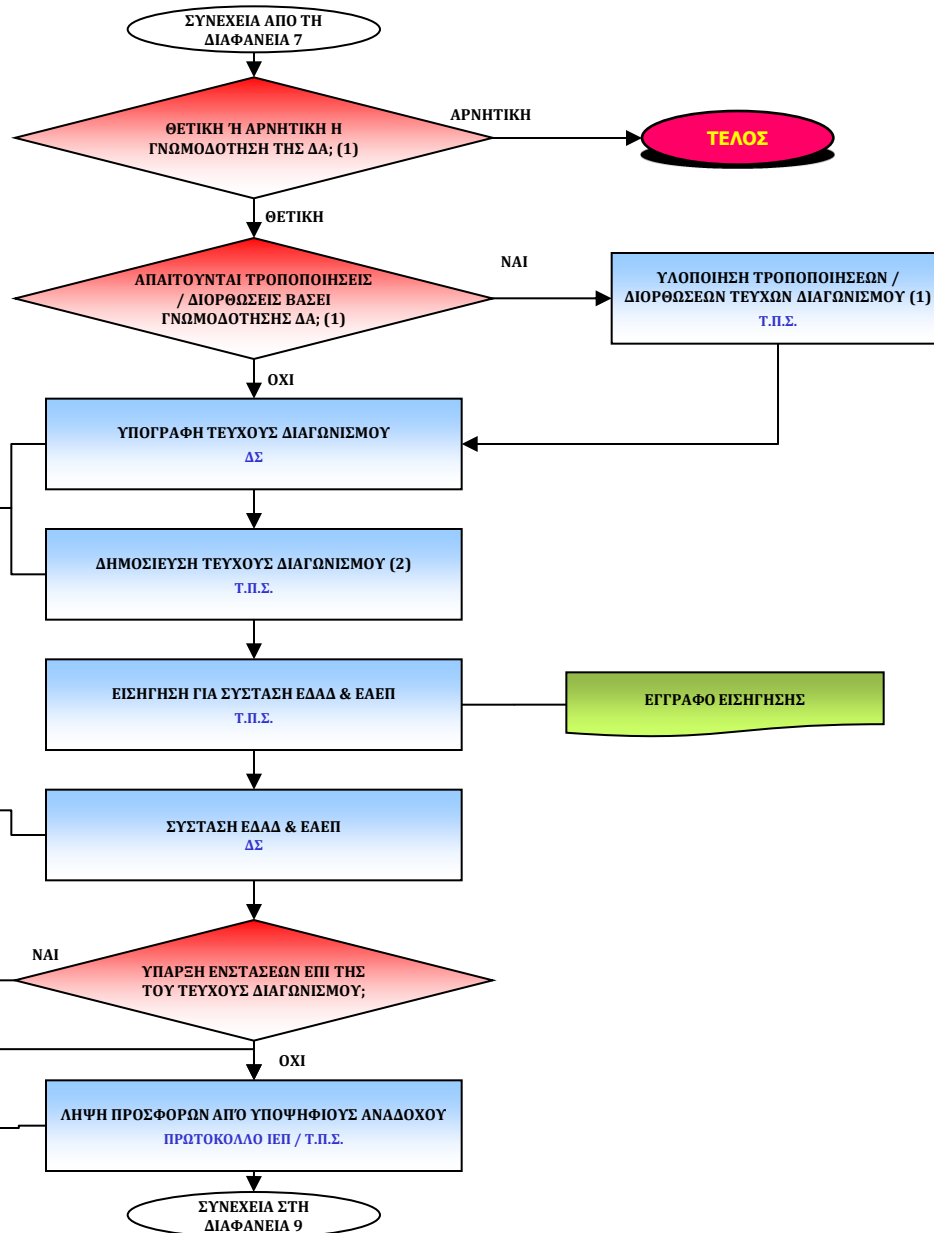 ΣΥΝΕΧΕΙΑ ΑΠΟ ΤΗ
ΔΙΑΦΑΝΕΙΑ 7
ΘΕΤΙΚΗ Ή ΑΡΝΗΤΙΚΗ Η
ΓΝΩΜΟΔΟΤΗΣΗ ΤΗΣ ΔΑ; (1)
ΑΡΝΗΤΙΚΗ
ΤΕΛΟΣ
ΘΕΤΙΚΗ
ΑΠΑΙΤΟΥΝΤΑΙ ΤΡΟΠΟΠΟΙΗΣΕΙΣ
/ ΔΙΟΡΘΩΣΕΙΣ ΒΑΣΕΙ
ΓΝΩΜΟΔΟΤΗΣΗΣ ΔΑ; (1)
ΝΑΙ
ΥΛΟΠΟΙΗΣΗ ΤΡΟΠΟΠΟΙΗΣΕΩΝ /
ΔΙΟΡΘΩΣΕΩΝ ΤΕΥΧΩΝ ΔΙΑΓΩΝΙΣΜΟΥ (1)
Τ.Π.Σ.
ΟΧΙ
ΥΠΟΓΡΑΦΗ ΤΕΥΧΟΥΣ ΔΙΑΓΩΝΙΣΜΟΥ
ΔΣ
ΔΗΜΟΣΙΕΥΣΗ ΤΕΥΧΟΥΣ ΔΙΑΓΩΝΙΣΜΟΥ (2)
Τ.Π.Σ.
ΕΙΣΗΓΗΣΗ ΓΙΑ ΣΥΣΤΑΣΗ ΕΔΑΔ & ΕΑΕΠ
Τ.Π.Σ.
ΕΓΓΡΑΦΟ ΕΙΣΗΓΗΣΗΣ
ΣΥΣΤΑΣΗ ΕΔΑΔ & ΕΑΕΠ
ΔΣ
ΝΑΙ
ΥΠΑΡΞΗ ΕΝΣΤΑΣΕΩΝ ΕΠΙ ΤΗΣ
ΤΟΥ ΤΕΥΧΟΥΣ ΔΙΑΓΩΝΙΣΜΟΥ;
ΟΧΙ
ΛΗΨΗ ΠΡΟΣΦΟΡΩΝ ΑΠΌ ΥΠΟΨΗΦΙΟΥΣ ΑΝΑΔΟΧΟΥ
ΠΡΩΤΟΚΟΛΛΟ ΙΕΠ / Τ.Π.Σ.
ΣΥΝΕΧΕΙΑ ΣΤΗ
ΔΙΑΦΑΝΕΙΑ 9